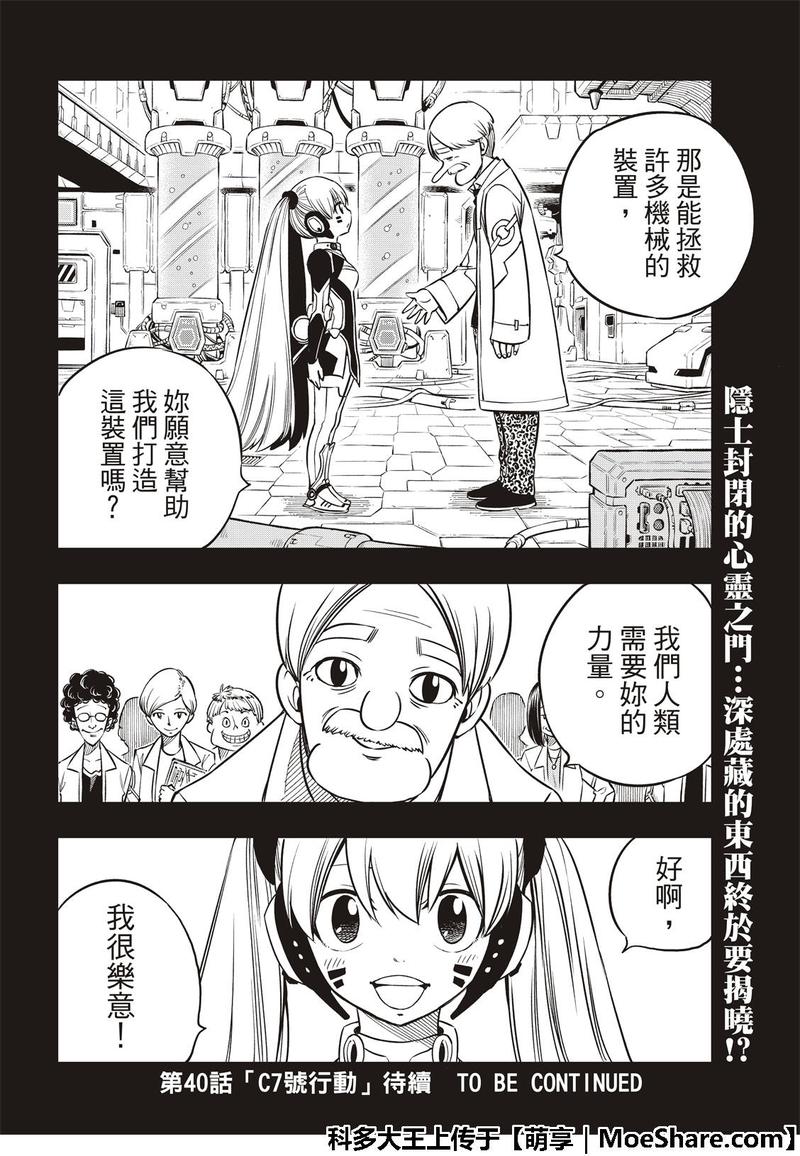 那是能拯救
許多機械的
裝置，
妳願意幫助
我們打造
這裝置嗎？
我們人類
需要妳的
力量。
好啊，
我很樂意！
隱士封閉的心靈之門…深處藏的東西終於要揭曉!?
第40話「C7號行動」待續 TO BE CONTINUED
科多大王上传于【萌享｜MoeShare.com】